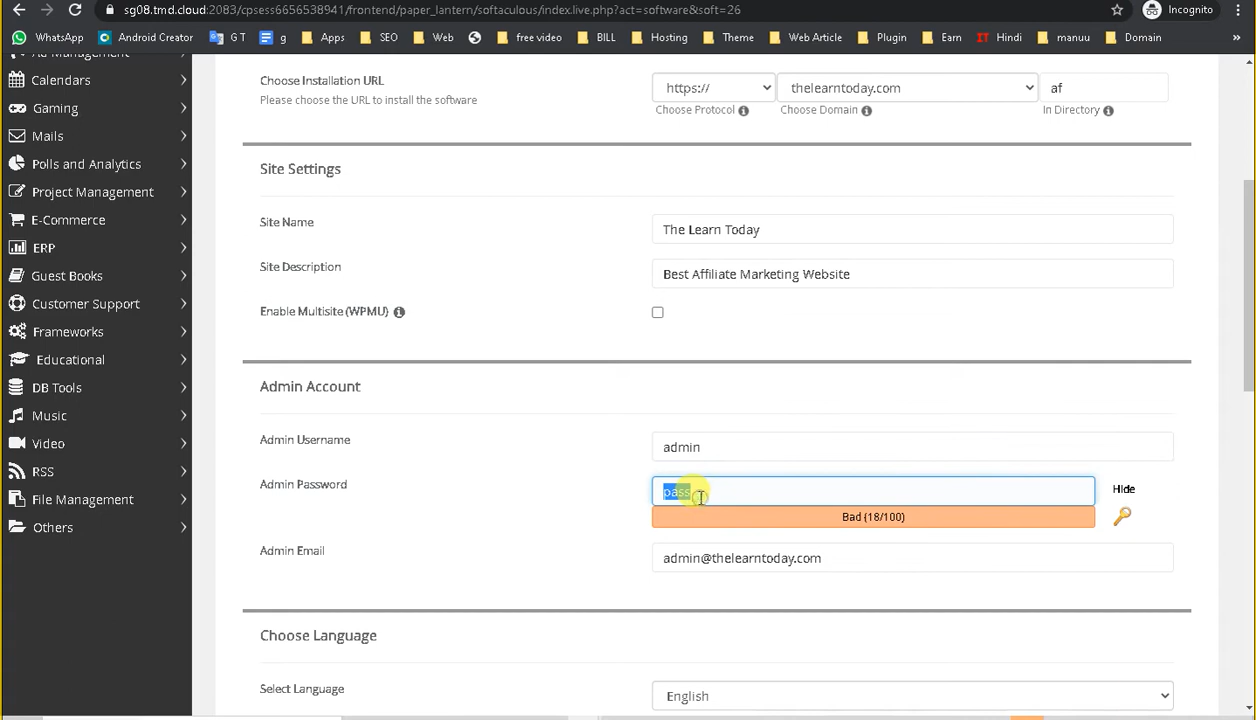 sg08.tmd.cloud:2083/cpsess6656538941/frontend/paper_lantern/softaculous/index.live.php?act=software&soft=26
Incognito
WhatsApp
Android Creator
G T
g
Apps
SEO
Web
free video
BILL
Hosting
Theme
Web Article
Plugin
Earn
Hindi
manuu
Domain
»
Ad Management
Calendars
Gaming
Mails
Polls and Analytics
Project Management
E-Commerce
ERP
Guest Books
Customer Support
Frameworks
Educational
DB Tools
Music
Video
RSS
File Management
Others
Choose Installation URL
Please choose the URL to install the software
https://
thelearntoday.com
af
Choose Protocol
Choose Domain
In Directory
Site Settings
Site Name
The Learn Today
Site Description
Best Affiliate Marketing Website
Enable Multisite (WPMU)
Admin Account
Admin Username
admin
Admin Password
pass
Hide
Bad (18/100)
Admin Email
admin@thelearntoday.com
Choose Language
Select Language
English